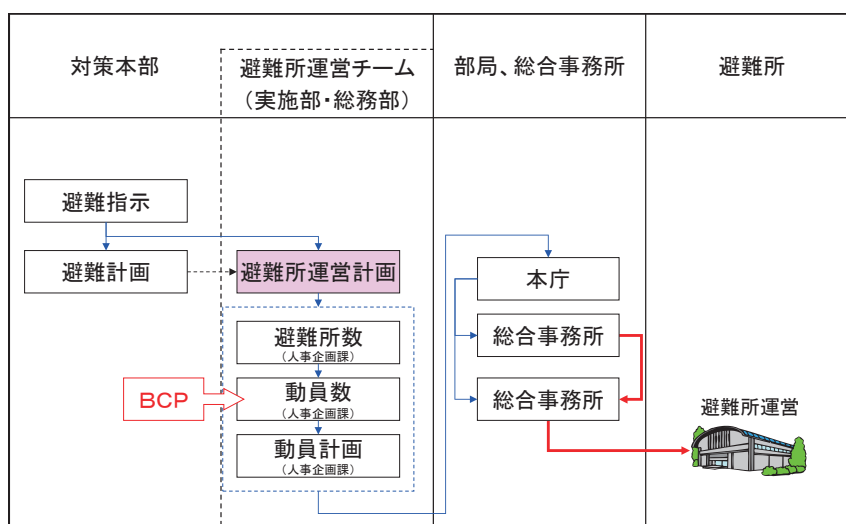 対策本部
避難所運営チーム
（実施部・総務部）
部局、総合事務所
避難所
避難指示
避難計画
避難所運営計画
本庁
避難所数
（人事企画課）
総合事務所
BCP
動員数
（人事企画課）
総合事務所
避難所運営
動員計画
（人事企画課）